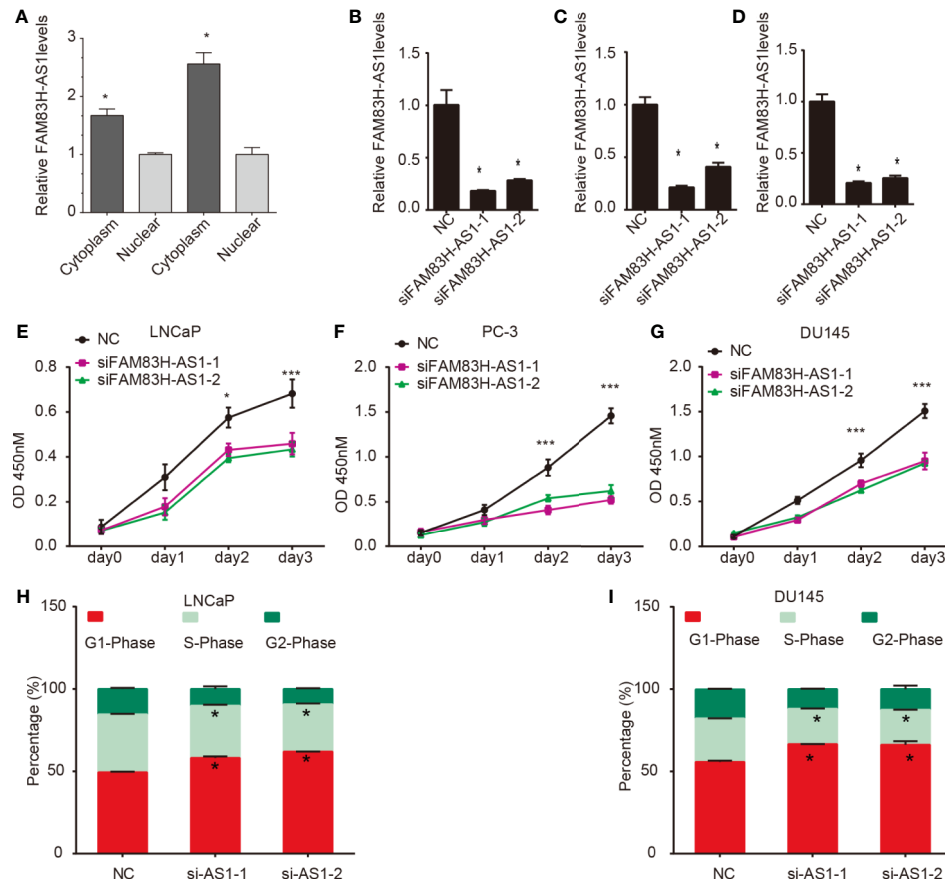 A
Relative FAM83H-AS1levels
3
2
1
0
*
*
Cytoplasm
Nuclear
Cytoplasm
Nuclear
B
Relative FAM83H-AS1levels
1.5
1.0
0.5
0.0
*
*
NC
siFAM83H-AS1-1
siFAM83H-AS1-2
C
Relative FAM83H-AS1levels
1.5
1.0
0.5
0.0
*
*
NC
siFAM83H-AS1-1
siFAM83H-AS1-2
D
Relative FAM83H-AS1levels
1.5
1.0
0.5
0.0
*
*
NC
siFAM83H-AS1-1
siFAM83H-AS1-2
E
LNCaP
NC
siFAM83H-AS1-1
siFAM83H-AS1-2
OD 450nM
0.8
0.6
0.4
0.2
0.0
*
***
day0 day1 day2 day3
F
PC-3
NC
siFAM83H-AS1-1
siFAM83H-AS1-2
OD 450nM
2.0
1.5
1.0
0.5
0.0
***
***
day0 day1 day2 day3
G
DU145
NC
siFAM83H-AS1-1
siFAM83H-AS1-2
OD 450nM
2.0
1.5
1.0
0.5
0.0
***
***
day0 day1 day2 day3
H
LNCaP
G1-Phase S-Phase G2-Phase
Percentage (%)
150
100
50
0
* *
* *
NC si-AS1-1 si-AS1-2
I
DU145
G1-Phase S-Phase G2-Phase
Percentage (%)
150
100
50
0
* *
* *
NC si-AS1-1 si-AS1-2